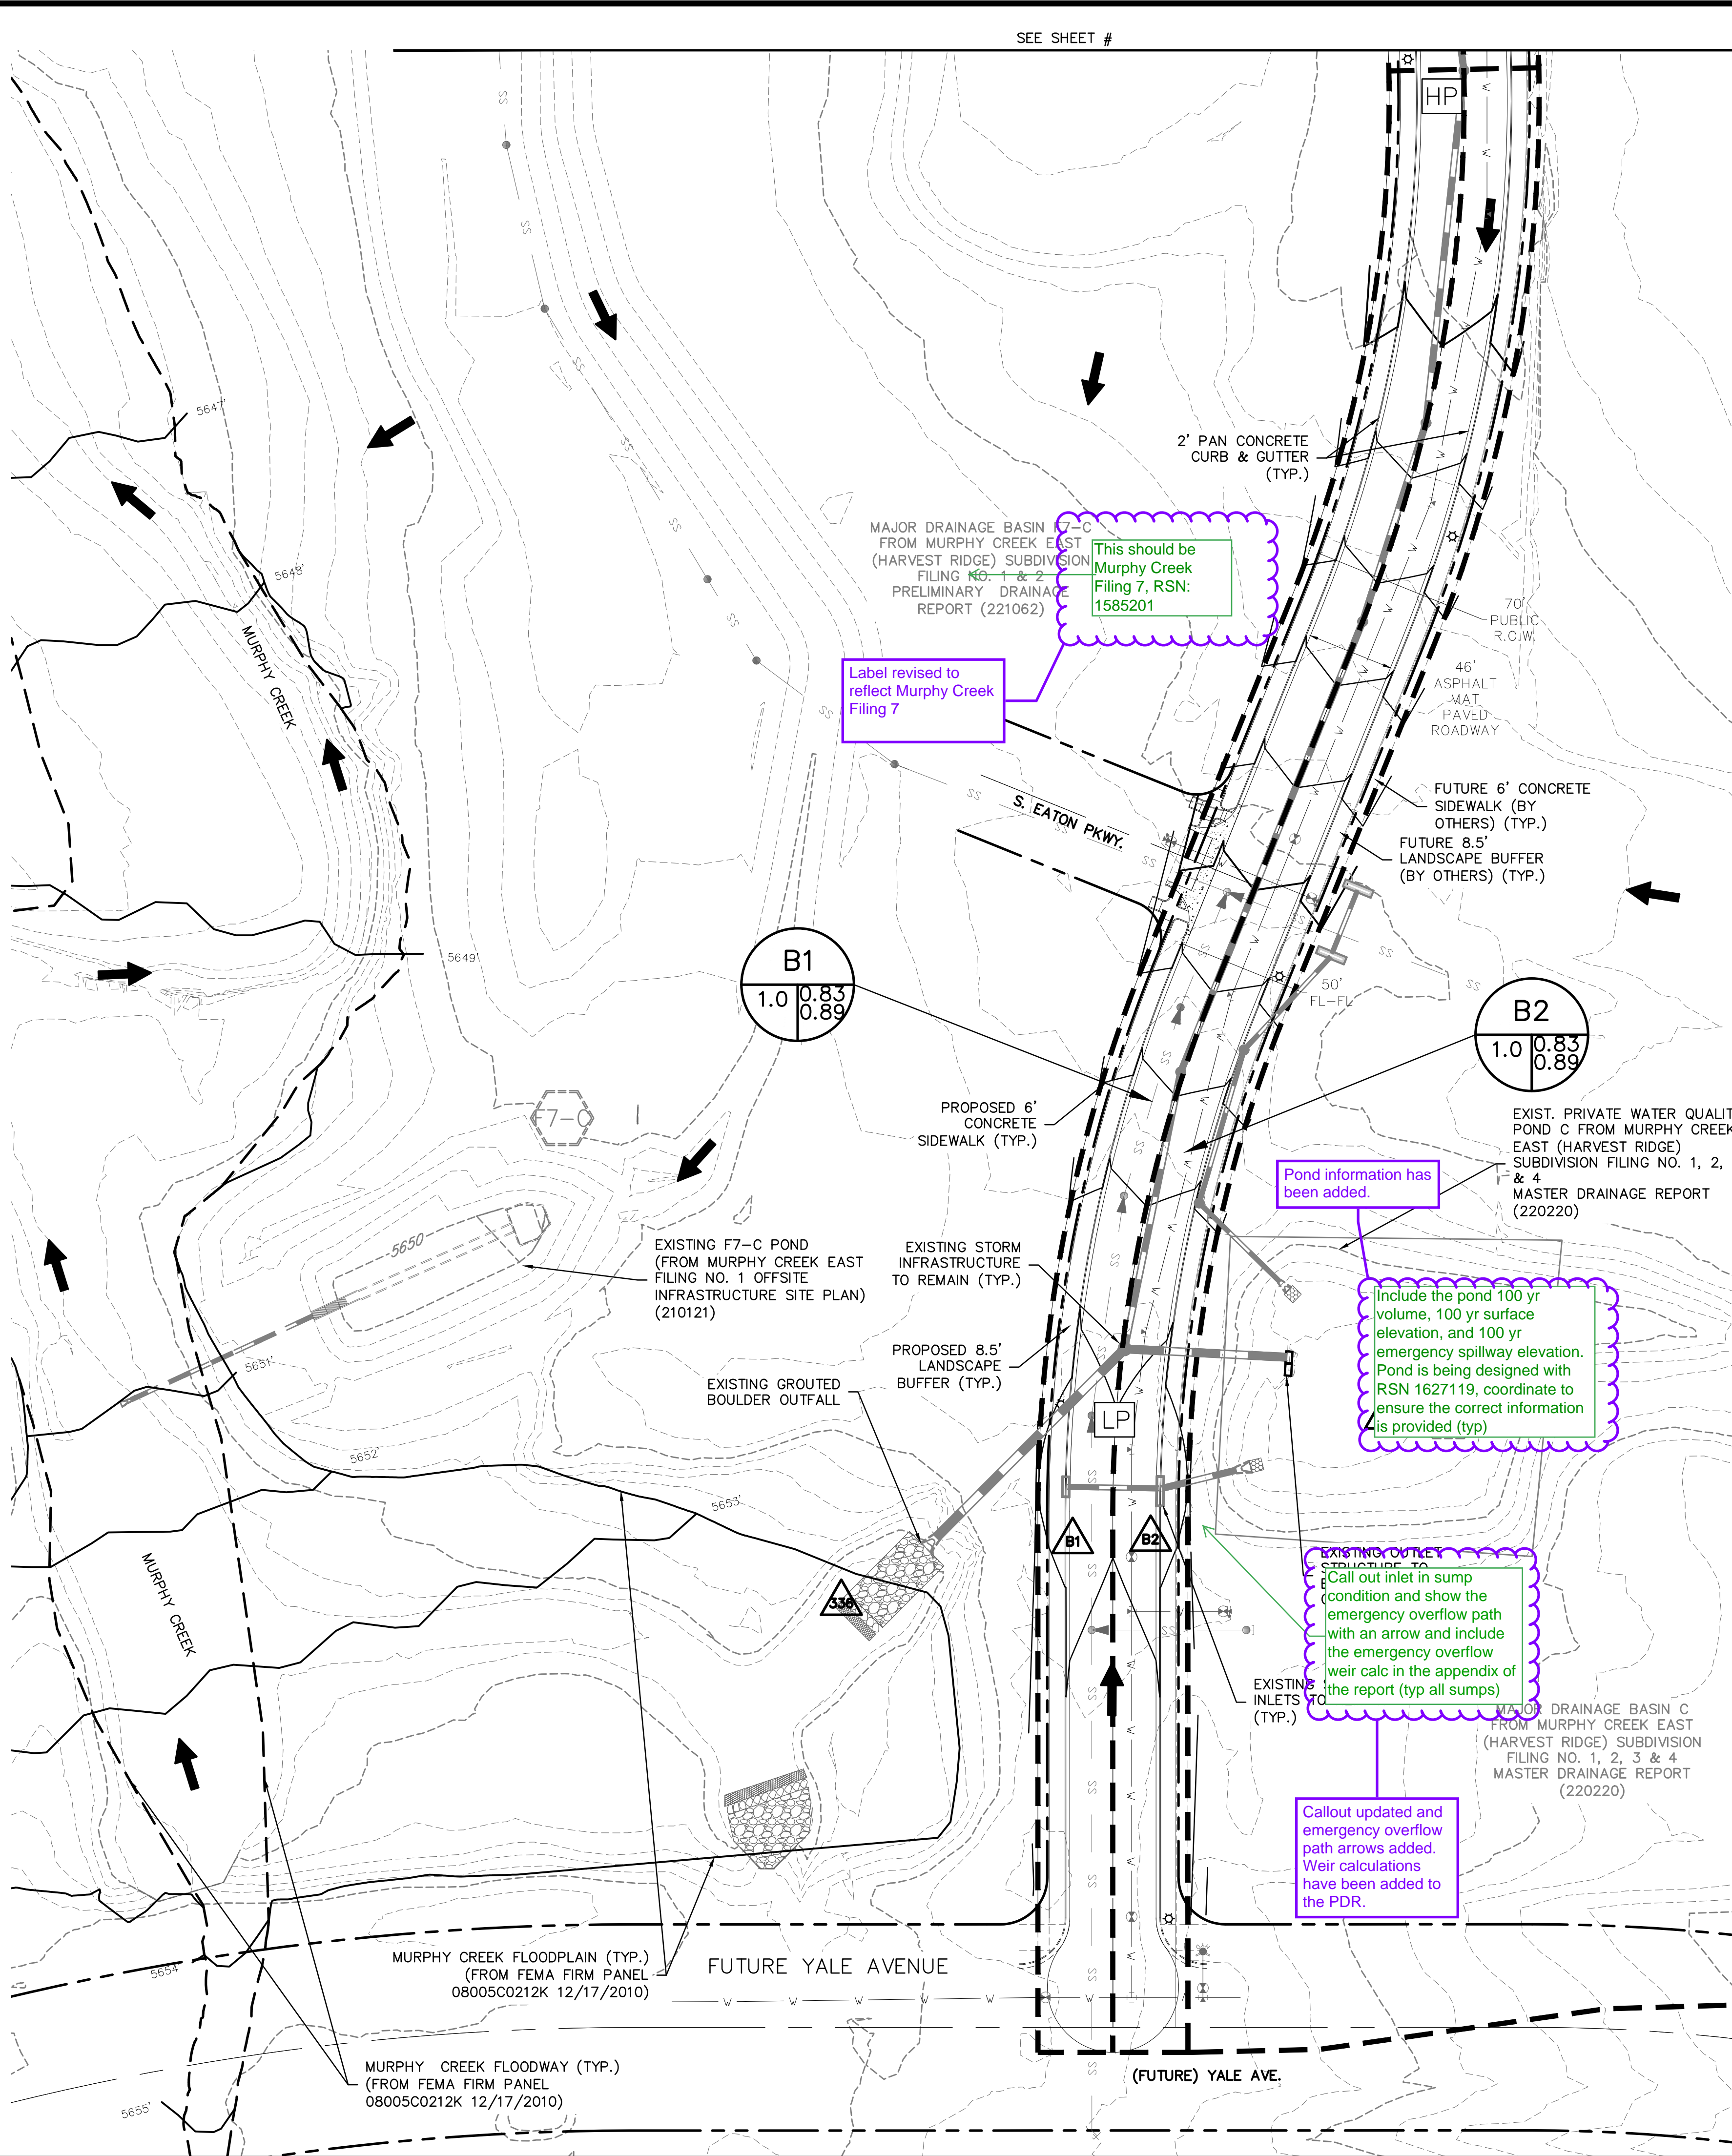 SEE SHEET #
HP
SS
SS
SS
SS
W
W
5647'
5648'
MURPHY CREEK
2' PAN CONCRETE
CURB & GUTTER
(TYP.)
MAJOR DRAINAGE BASIN F7-C
FROM MURPHY CREEK EAST
(HARVEST RIDGE) SUBDIVISION
FILING NO. 1 & 2
PRELIMINARY DRAINAGE
REPORT (221062)
This should be
Murphy Creek
Filing 7, RSN:
1585201
Label revised to
reflect Murphy Creek
Filing 7
70'
PUBLIC
R.O.W.
46'
ASPHALT
MAT
PAVED
ROADWAY
S. EATON PKWY.
FUTURE 6' CONCRETE
SIDEWALK (BY
OTHERS) (TYP.)
FUTURE 8.5'
LANDSCAPE BUFFER
(BY OTHERS) (TYP.)
5649'
B1
1.0
0.83
0.89
50'
FL-FL
B2
1.0
0.83
0.89
F7-C
PROPOSED 6'
CONCRETE
SIDEWALK (TYP.)
EXIST. PRIVATE WATER
POND C FROM MURPHY CREEK
EAST (HARVEST RIDGE)
SUBDIVISION FILING NO. 1, 2,
& 4
MASTER DRAINAGE REPORT
(220220)
Pond information has
been added.
5650
EXISTING F7-C POND
(FROM MURPHY CREEK EAST
FILING NO. 1 OFFSITE
INFRASTRUCTURE SITE PLAN)
(210121)
EXISTING STORM
INFRASTRUCTURE
TO REMAIN (TYP.)
Include the pond 100 yr
volume, 100 yr surface
elevation, and 100 yr
emergency spillway elevation.
Pond is being designed with
RSN 1627119, coordinate to
ensure the correct information
is provided (typ)
5651'
PROPOSED 8.5'
LANDSCAPE
BUFFER (TYP.)
EXISTING GROUTED
BOULDER OUTFALL
LP
5652'
5653'
B1
B2
336
MURPHY CREEK
EXISTING OUTLET
STRUCTURE TO
Call out inlet in sump
condition and show the
emergency overflow path
with an arrow and include
the emergency overflow
weir calc in the appendix of
the report (typ all sumps)
EXISTING
INLETS TO
(TYP.)
MAJOR DRAINAGE BASIN C
FROM MURPHY CREEK EAST
(HARVEST RIDGE) SUBDIVISION
FILING NO. 1, 2, 3 & 4
MASTER DRAINAGE REPORT
(220220)
Callout updated and
emergency overflow
path arrows added.
Weir calculations
have been added to
the PDR.
MURPHY CREEK FLOODPLAIN (TYP.)
(FROM FEMA FIRM PANEL
08005C0212K 12/17/2010)
FUTURE YALE AVENUE
5654
W W W W W W
MURPHY CREEK FLOODWAY (TYP.)
(FROM FEMA FIRM PANEL
08005C0212K 12/17/2010)
(FUTURE) YALE AVE.
5655'